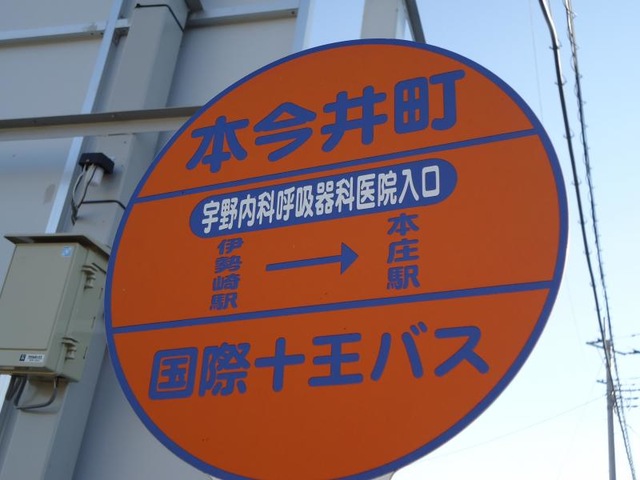 本今井町
宇野内科呼吸器科医院入口
伊勢崎駅
本庄駅
国際十王バス